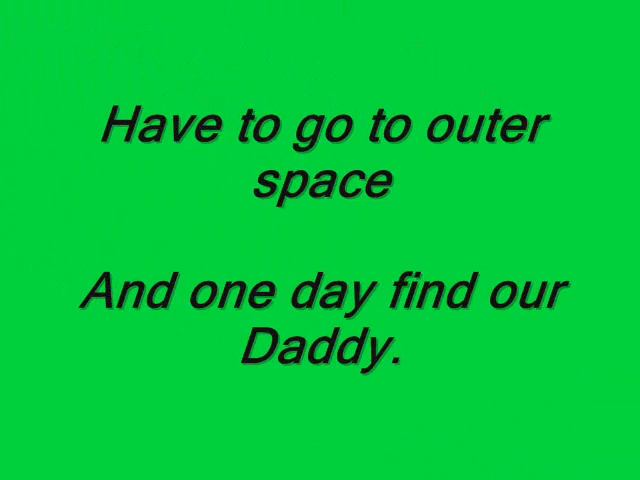 Have to go to outer
space
And one day find our
Daddy.